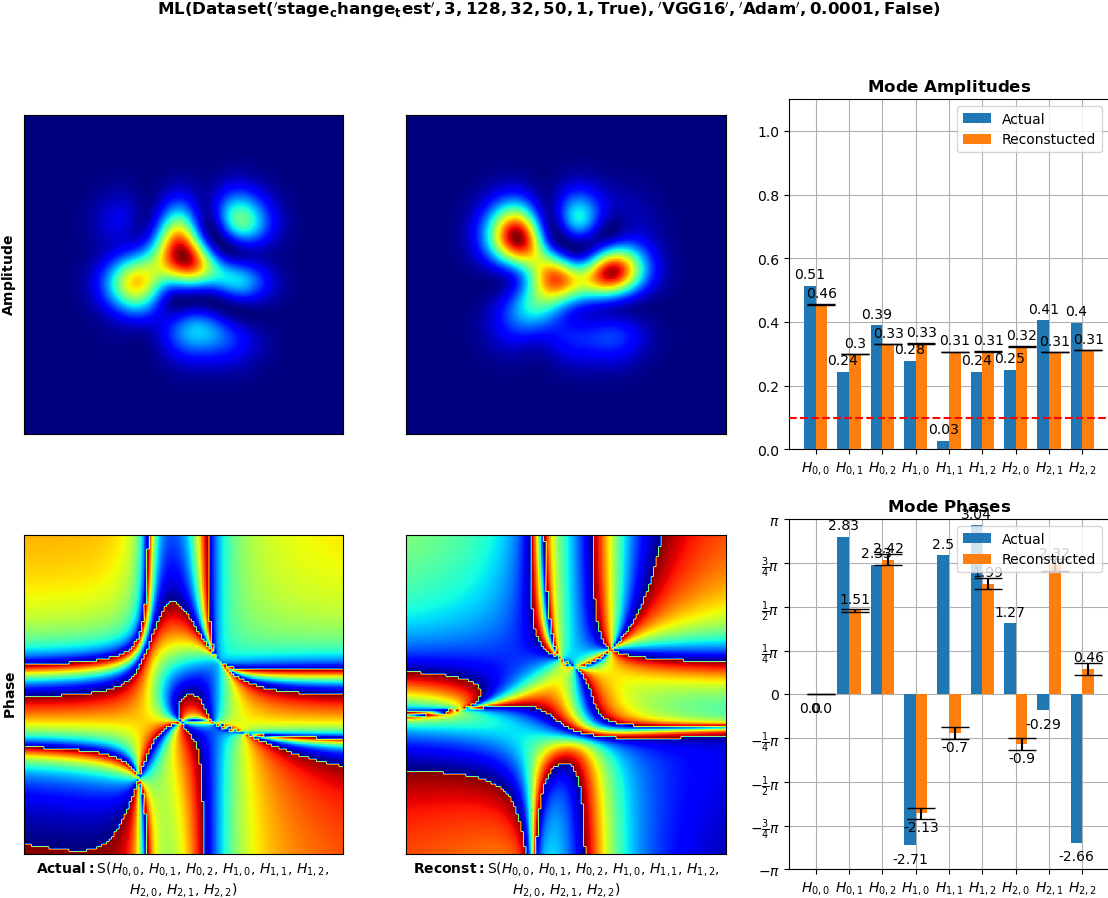 ML(Dataset('stage_change_test', 3, 128, 32, 50, 1, True), 'VGG16', 'Adam', 0.0001, False)
Amplitude
Mode Amplitudes
Actual
Reconstucted
1.0
0.8
0.6
0.4
0.2
0.0
0.51
0.46
0.24
0.3
0.39
0.33
0.28
0.33
0.03
0.31
0.24
0.31
0.25
0.32
0.41
0.31
0.4
0.31
H0,0 H0,1 H0,2 H1,0 H1,1 H1,2 H2,0 H2,1 H2,2
Phase
Mode Phases
Actual
Reconstucted
π
3/4π
1/2π
1/4π
0
−1/4π
−1/2π
−3/4π
−π
0.0
0.0
2.83
1.51
2.42
-2.71
-2.13
2.5
-0.7
3.04
1.27
-0.9
-0.29
2.32
-2.66
0.46
H0,0 H0,1 H0,2 H1,0 H1,1 H1,2 H2,0 H2,1 H2,2
Actual: S(H0,0, H0,1, H0,2, H1,0, H1,1, H1,2,
H2,0, H2,1, H2,2)
Reconst: S(H0,0, H0,1, H0,2, H1,0, H1,1, H1,2,
H2,0, H2,1, H2,2)